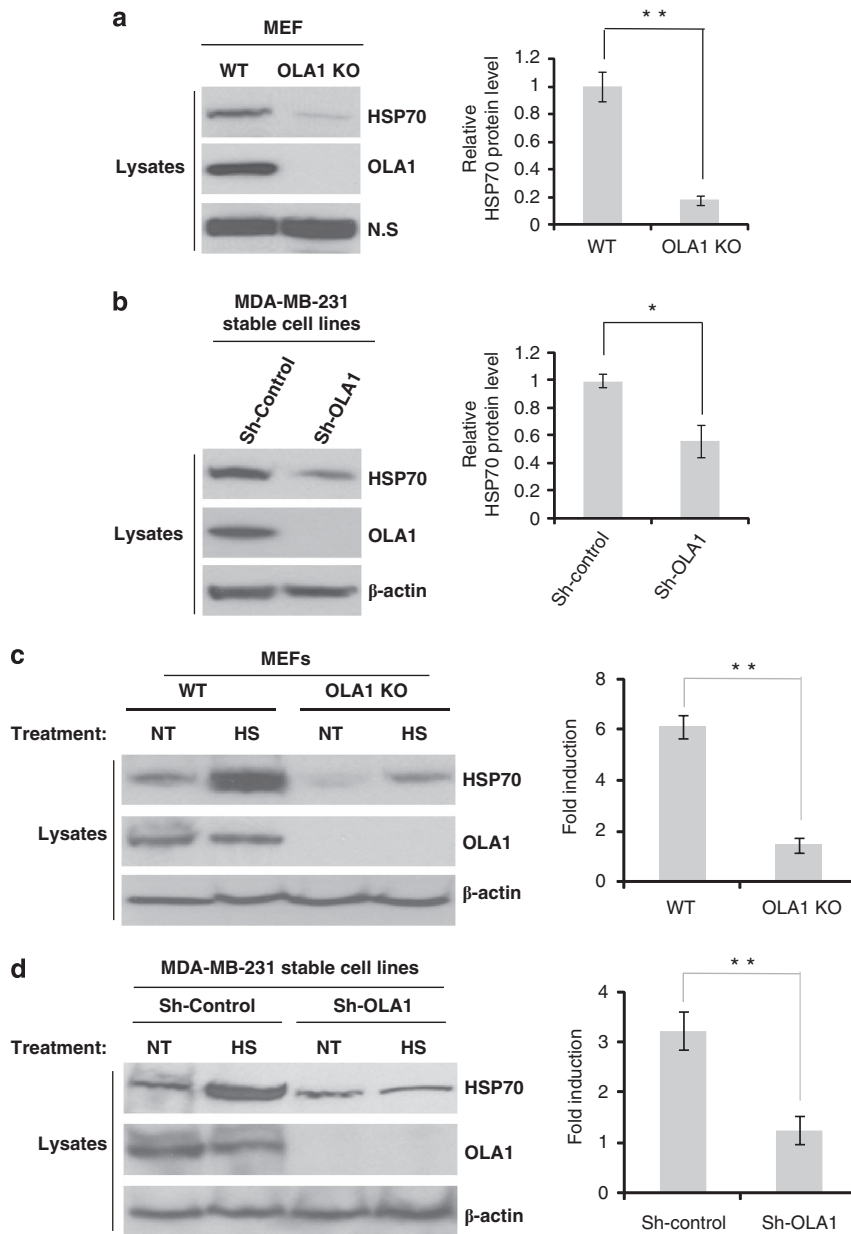 a
MEF
WT OLA1 KO
Lysates
HSP70
OLA1
N.S
Relative
HSP70 protein level
1.2
1
0.8
0.6
0.4
0.2
0
* *
WT OLA1 KO
b
MDA-MB-231
stable cell lines
Sh-Control
Sh-OLA1
Lysates
HSP70
OLA1
β-actin
Relative
HSP70 protein level
1.2
1
0.8
0.6
0.4
0.2
0
*
Sh-control
Sh-OLA1
c
MEFs
WT OLA1 KO
Treatment: NT HS NT HS
Lysates
HSP70
OLA1
β-actin
Fold induction
8
6
4
2
0
* *
WT OLA1 KO
d
MDA-MB-231 stable cell lines
Sh-Control Sh-OLA1
Treatment: NT HS NT HS
Lysates
HSP70
OLA1
β-actin
Fold induction
4
3
2
1
0
* *
Sh-control Sh-OLA1